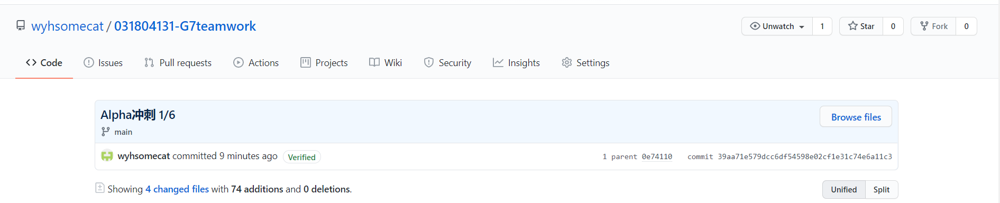 wyhsomecat / 031804131-G7teamwork Unwatch 1 Star 0 Fork 0
Code Issues Pull requests Actions Projects Wiki Security Insights Settings
Alpha冲刺 1/6
Browse files
main
wyhsomecat committed 9 minutes ago Verified 1 parent 0e74110 commit 39aa71e579dcc6df54598e02cf1e31c74e6a11c3
Showing 4 changed files with 74 additions and 0 deletions. Unified Split